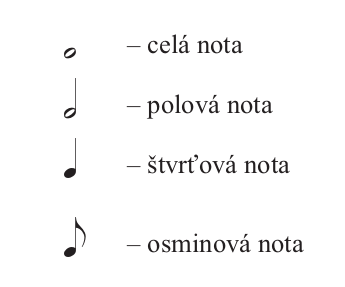 – celá nota
– polová nota
– štvrťová nota
– osminová nota